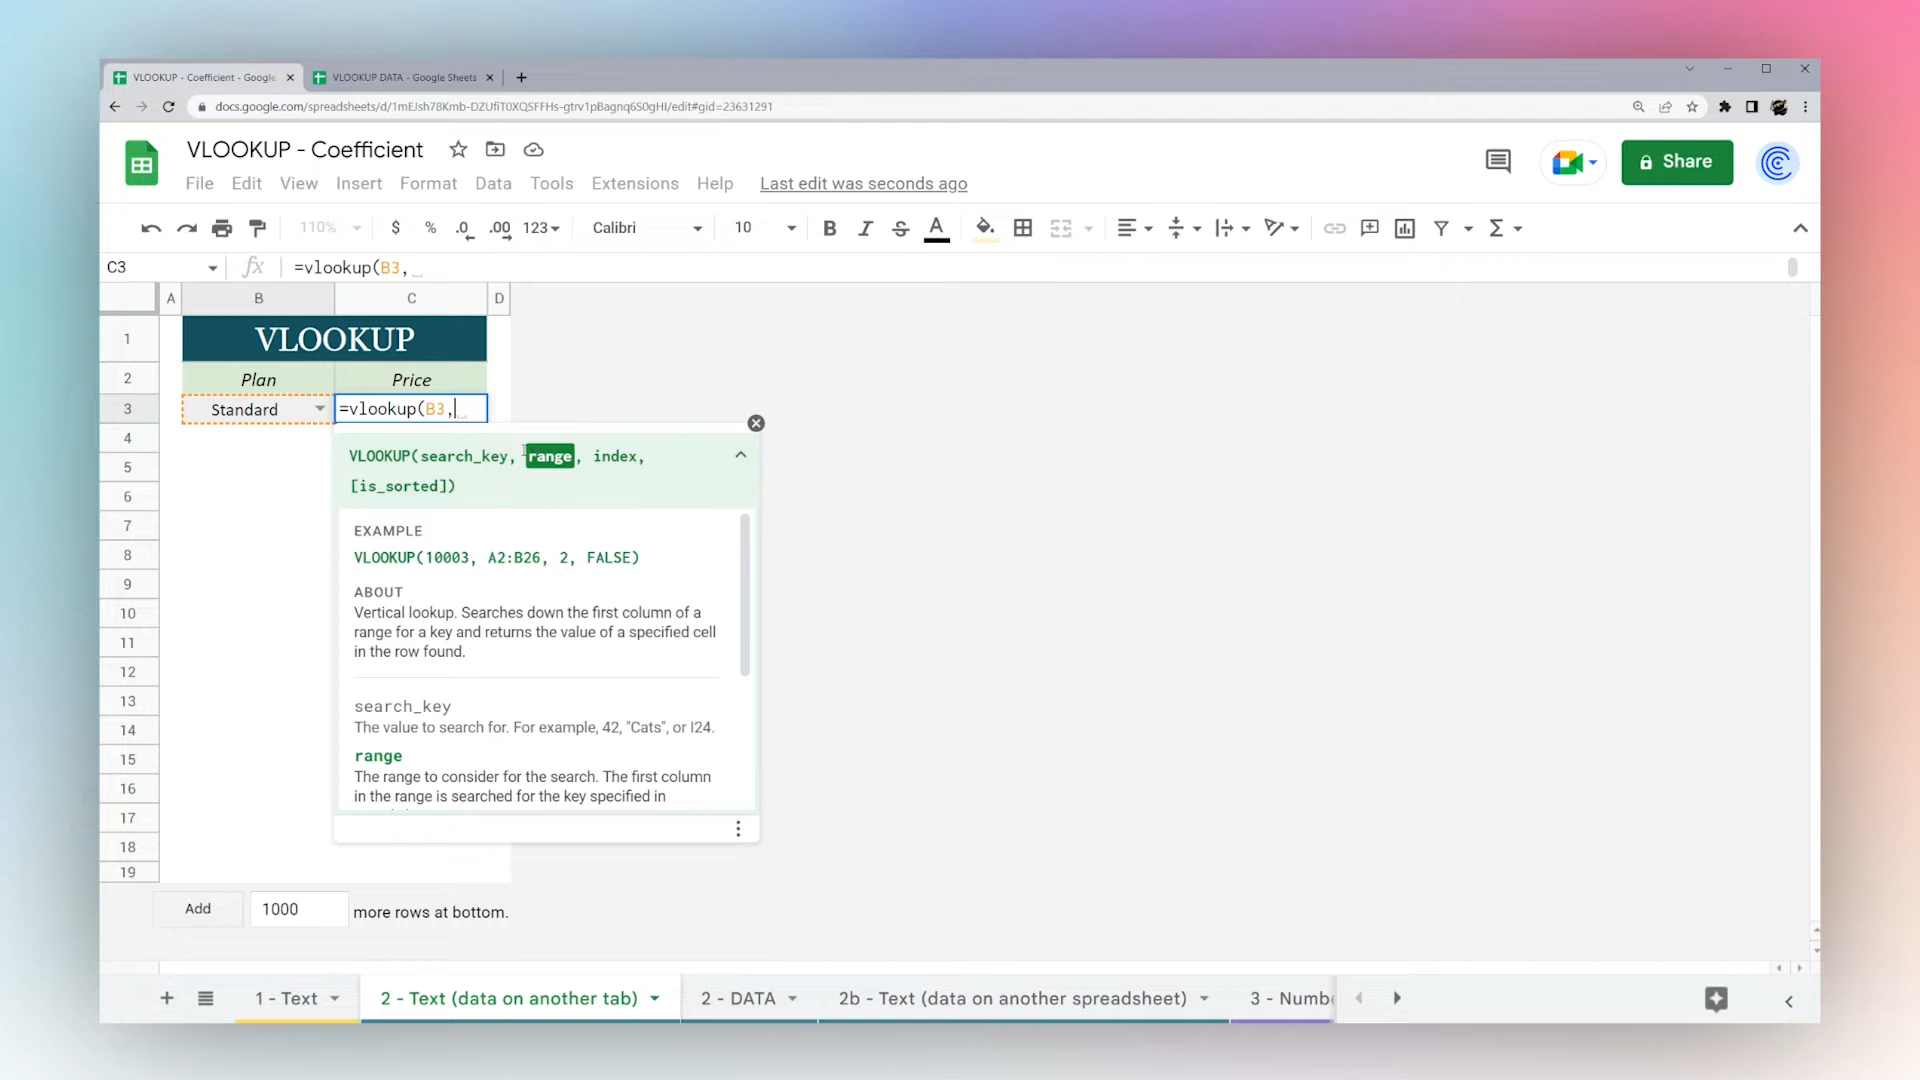 VLOOKUP - Coefficient - Google
VLOOKUP DATA - Google Sheets
docs.google.com/spreadsheets/d/1mEJsh78Kmb-DZUfiT0XQSFFHs-gtrv1pBagnq6S0gHI/edit#gid=23631291
VLOOKUP - Coefficient
Share
File Edit View Insert Format Data Tools Extensions Help Last edit was seconds ago
110% $ % .0 .00 123 Calibri 10 B I S A Σ
C3 fx =vlookup(B3,
A B C D
1 VLOOKUP
2 Plan Price
3 Standard =vlookup(B3,
4
VLOOKUP(search_key, range, index,
5
[is_sorted])
6
7
EXAMPLE
8 VLOOKUP(10003, A2:B26, 2, FALSE)
9
ABOUT
10 Vertical lookup. Searches down the first column of a
range for a key and returns the value of a specified cell
11
in the row found.
12
13 search_key
14 The value to search for. For example, 42, "Cats", or I24.
15 range
The range to consider for the search. The first column
16 in the range is searched for the key specified in
17
18
19
Add 1000 more rows at bottom.
1 - Text 2 - Text (data on another tab) 2 - DATA 2b - Text (data on another spreadsheet) 3 - Numbe